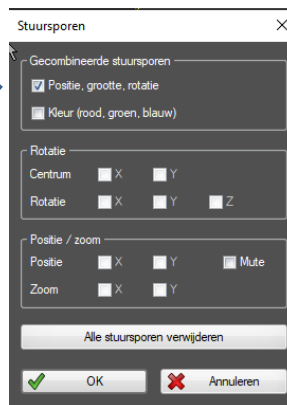 Stuursporen
Gecombineerde stuursporen
Positie, grootte, rotatie
Kleur (rood, groen, blauw)
Rotatie
Centrum X Y
Rotatie X Y Z
Positie / zoom
Positie X Y Mute
Zoom X Y
Alle stuursporen verwijderen
OK Annuleren